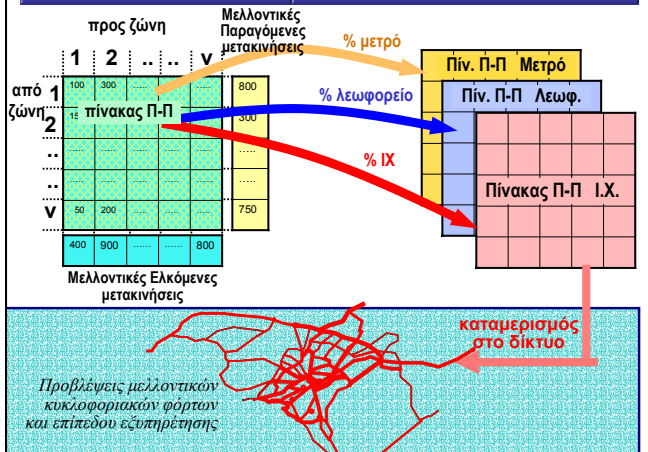 προς ζώνη
Μελλοντικές
Παραγόμενες
μετακινήσεις
1 2 .. .. ν
από
ζώνη
1 100 300 ..... ..... 800
2 πίνακας Π-Π 300
.. ..... ..... ..... ..... .....
.. ..... ..... ..... ..... .....
ν 50 200 ..... ..... 750
400 900 ...... ...... 800
Μελλοντικές Ελκόμενες
μετακινήσεις
% μετρό
% λεωφορείο
% ΙΧ
Πίν. Π-Π Μετρό
Πίν. Π-Π Λεωφ.
Πίνακας Π-Π Ι.Χ.
καταμερισμός
στο δίκτυο
Προβλέψεις μελλοντικών
κυκλοφοριακών φόρτων
και επίπεδου εξυπηρέτησης